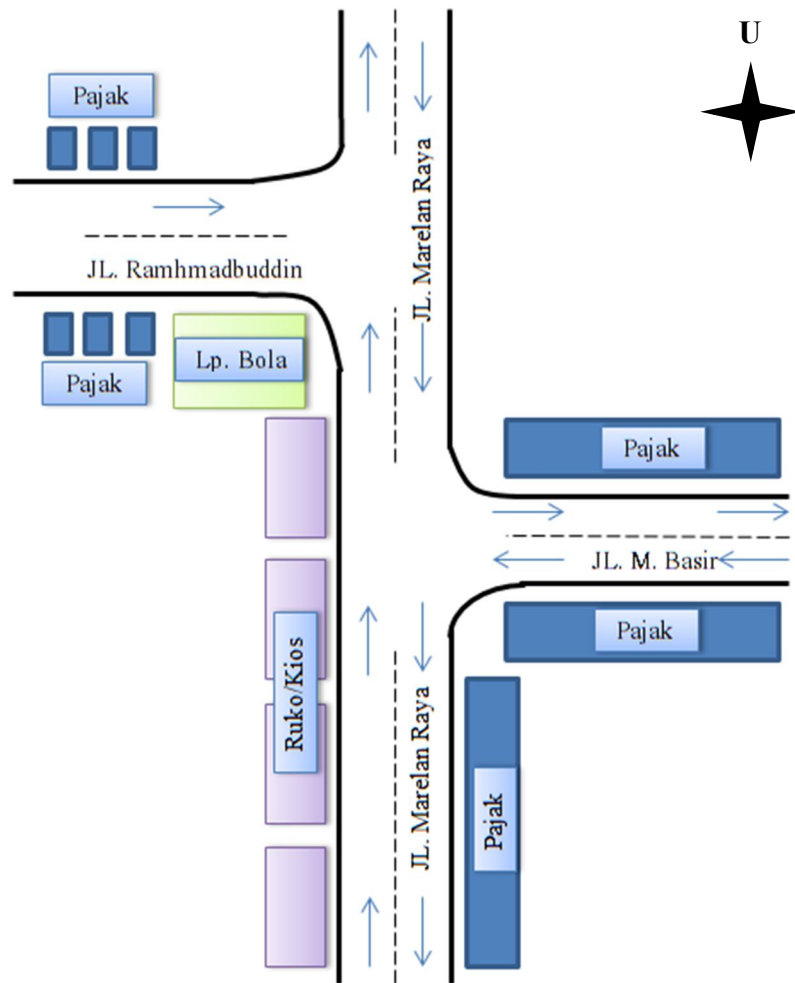 U
Pajak
JL. Marelan Raya
JL. Ramhmadbuddin
Lp. Bola
Pajak
Pajak
JL. M. Basir
Pajak
Ruko/Kios
JL. Marelan Raya
Pajak